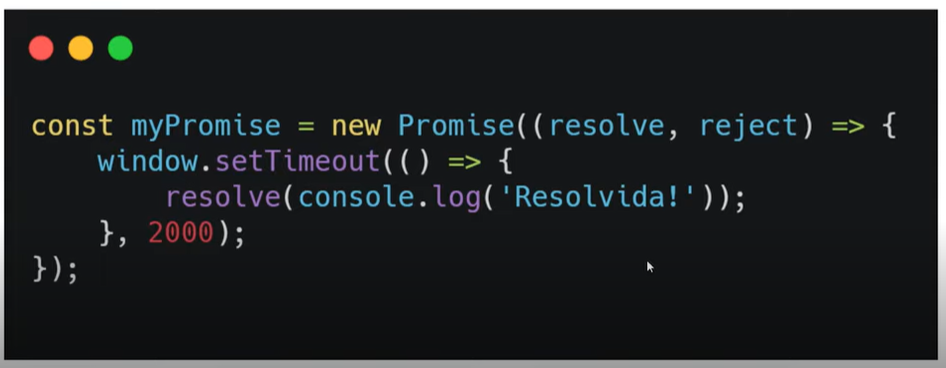 const myPromise = new Promise((resolve, reject) => {
    window.setTimeout(() => {
        resolve(console.log('Resolvida!'));
    }, 2000);
});